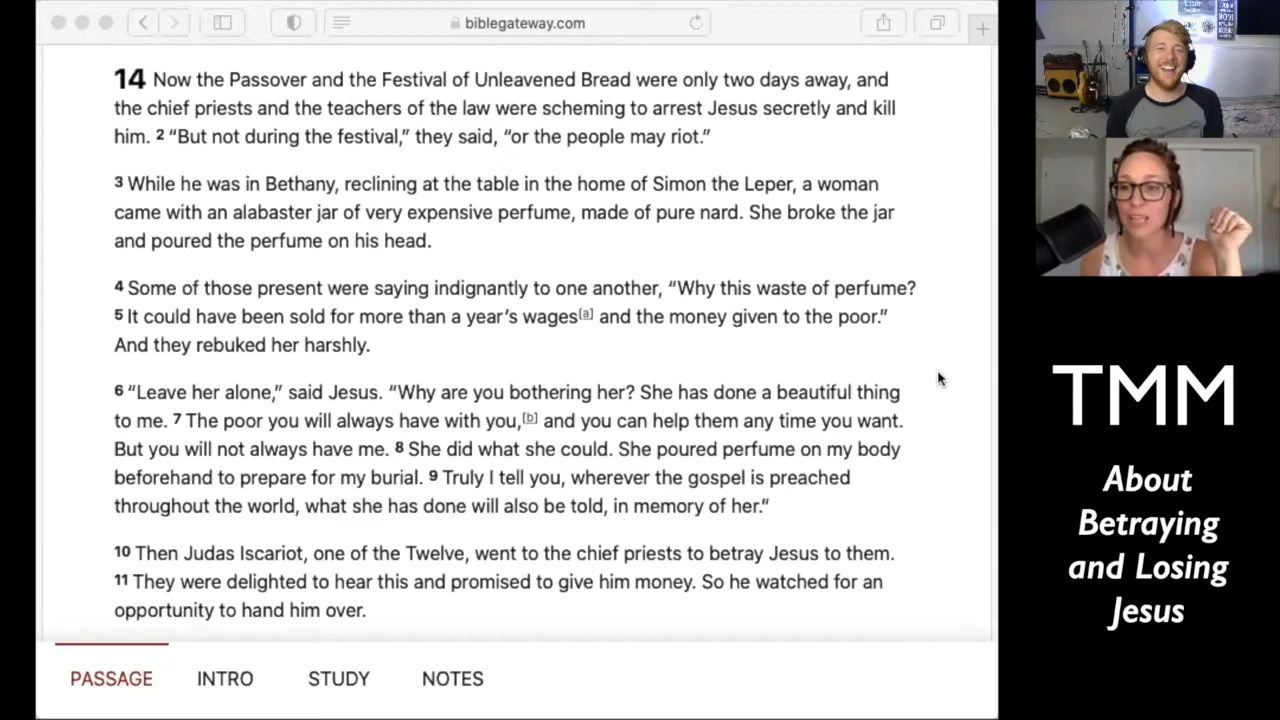 biblegateway.com
14 Now the Passover and the Festival of Unleavened Bread were only two days away, and
the chief priests and the teachers of the law were scheming to arrest Jesus secretly and kill
him. 2 “But not during the festival,” they said, “or the people may riot.”
3 While he was in Bethany, reclining at the table in the home of Simon the Leper, a woman
came with an alabaster jar of very expensive perfume, made of pure nard. She broke the jar
and poured the perfume on his head.
4 Some of those present were saying indignantly to one another, “Why this waste of perfume?
5 It could have been sold for more than a year’s wages[a] and the money given to the poor.”
And they rebuked her harshly.
6 “Leave her alone,” said Jesus. “Why are you bothering her? She has done a beautiful thing
to me. 7 The poor you will always have with you,[b] and you can help them any time you want.
But you will not always have me. 8 She did what she could. She poured perfume on my body
beforehand to prepare for my burial. 9 Truly I tell you, wherever the gospel is preached
throughout the world, what she has done will also be told, in memory of her.”
10 Then Judas Iscariot, one of the Twelve, went to the chief priests to betray Jesus to them.
11 They were delighted to hear this and promised to give him money. So he watched for an
opportunity to hand him over.
PASSAGE INTRO STUDY NOTES
TMM
About
Betraying
and Losing
Jesus